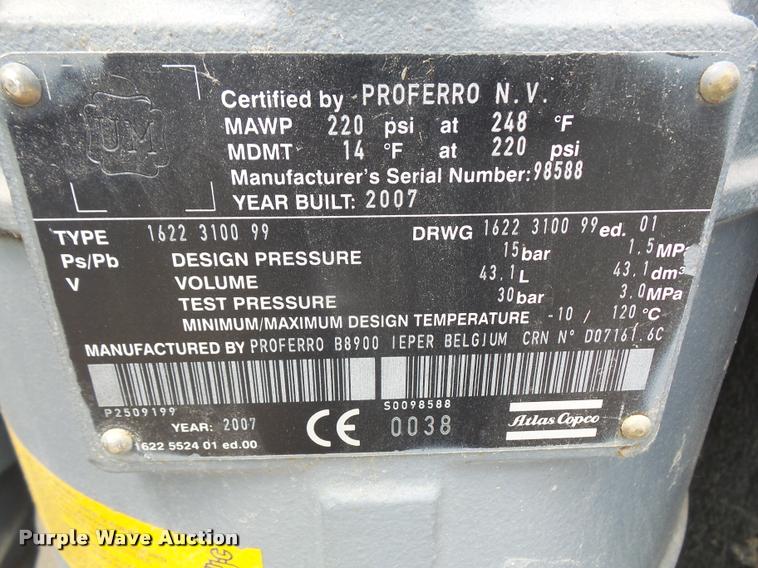 UM
Certified by PROFERRO N.V.
MAWP 220 psi at 248 °F
MDMT 14 °F at 220 psi
Manufacturer's Serial Number: 98588
YEAR BUILT: 2007
TYPE 1622 3100 99 DRWG 1622 3100 99 ed. 01
Ps/Pb DESIGN PRESSURE 15 bar 1.5 MPa
V VOLUME 43.1 L 43.1 dm³
TEST PRESSURE 30 bar 3.0 MPa
MINIMUM/MAXIMUM DESIGN TEMPERATURE -10 / 120 °C
MANUFACTURED BY PROFERRO B8900 IEPER BELGIUM CRN N° D07161.6C
P2509199 S0098588
YEAR: 2007 CE 0038 Atlas Copco
1622 5524 01 ed.00
Purple Wave Auction